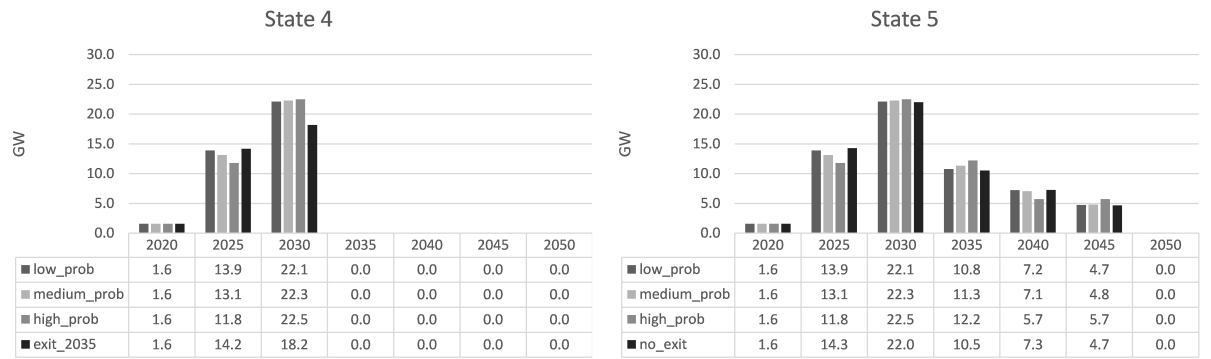 State 4
GW
30.0
25.0
20.0
15.0
10.0
5.0
0.0
2020 2025 2030 2035 2040 2045 2050
low_prob 1.6 13.9 22.1 0.0 0.0 0.0 0.0
medium_prob 1.6 13.1 22.3 0.0 0.0 0.0 0.0
high_prob 1.6 11.8 22.5 0.0 0.0 0.0 0.0
exit_2035 1.6 14.2 18.2 0.0 0.0 0.0 0.0
State 5
GW
30.0
25.0
20.0
15.0
10.0
5.0
0.0
2020 2025 2030 2035 2040 2045 2050
low_prob 1.6 13.9 22.1 10.8 7.2 4.7 0.0
medium_prob 1.6 13.1 22.3 11.3 7.1 4.8 0.0
high_prob 1.6 11.8 22.5 12.2 5.7 5.7 0.0
no_exit 1.6 14.3 22.0 10.5 7.3 4.7 0.0